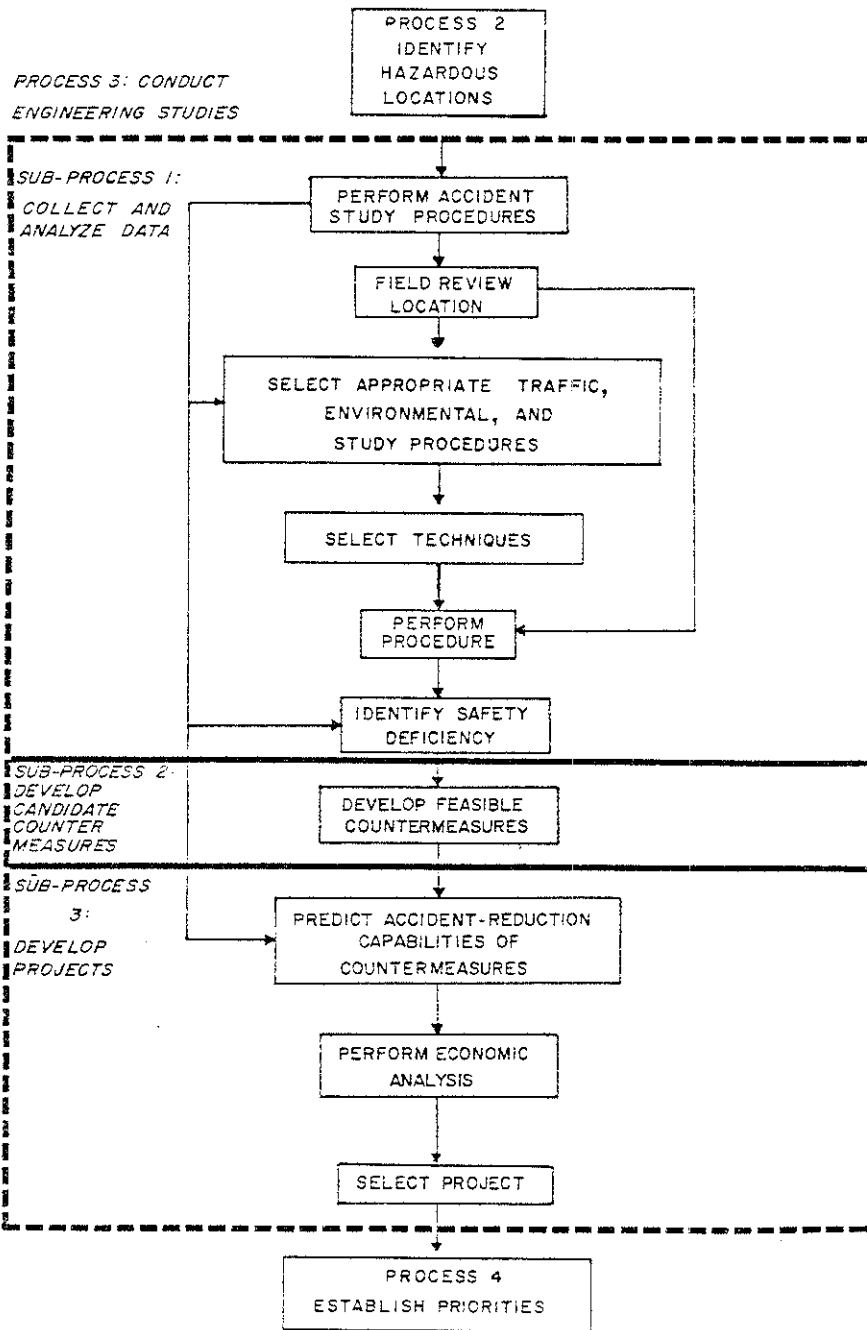 PROCESS 2
IDENTIFY
HAZARDOUS
LOCATIONS
PROCESS 3: CONDUCT
ENGINEERING STUDIES
SUB-PROCESS 1:
COLLECT AND
ANALYZE DATA
PERFORM ACCIDENT
STUDY PROCEDURES
FIELD REVIEW
LOCATION
SELECT APPROPRIATE TRAFFIC,
ENVIRONMENTAL, AND
STUDY PROCEDURES
SELECT TECHNIQUES
PERFORM
PROCEDURE
IDENTIFY SAFETY
DEFICIENCY
SUB-PROCESS 2-
DEVELOP
CANDIDATE
COUNTER
MEASURES
DEVELOP FEASIBLE
COUNTERMEASURES
SUB-PROCESS
3:
DEVELOP
PROJECTS
PREDICT ACCIDENT-REDUCTION
CAPABILITIES OF
COUNTERMEASURES
PERFORM ECONOMIC
ANALYSIS
SELECT PROJECT
PROCESS 4
ESTABLISH PRIORITIES